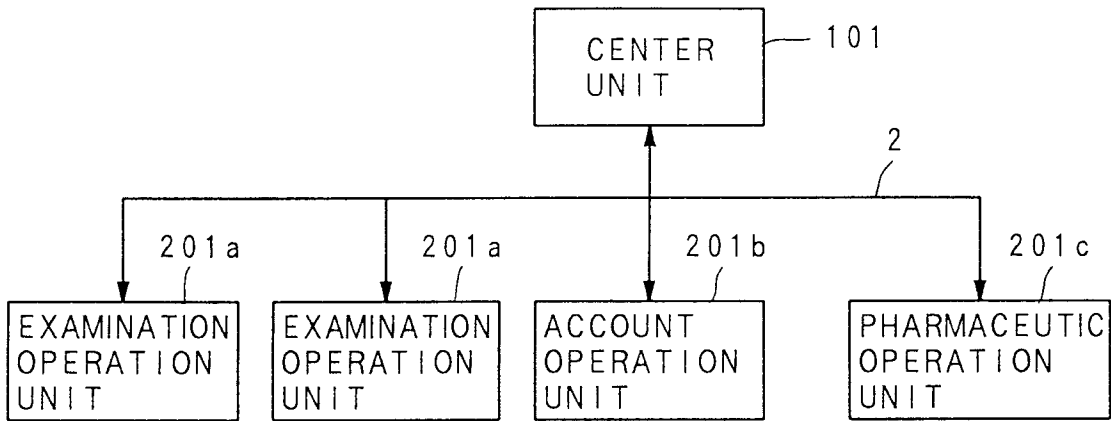 CENTER
UNIT
101
2
201a
201a
201b
201c
EXAMINATION
OPERATION
UNIT
EXAMINATION
OPERATION
UNIT
ACCOUNT
OPERATION
UNIT
PHARMACEUTIC
OPERATION
UNIT